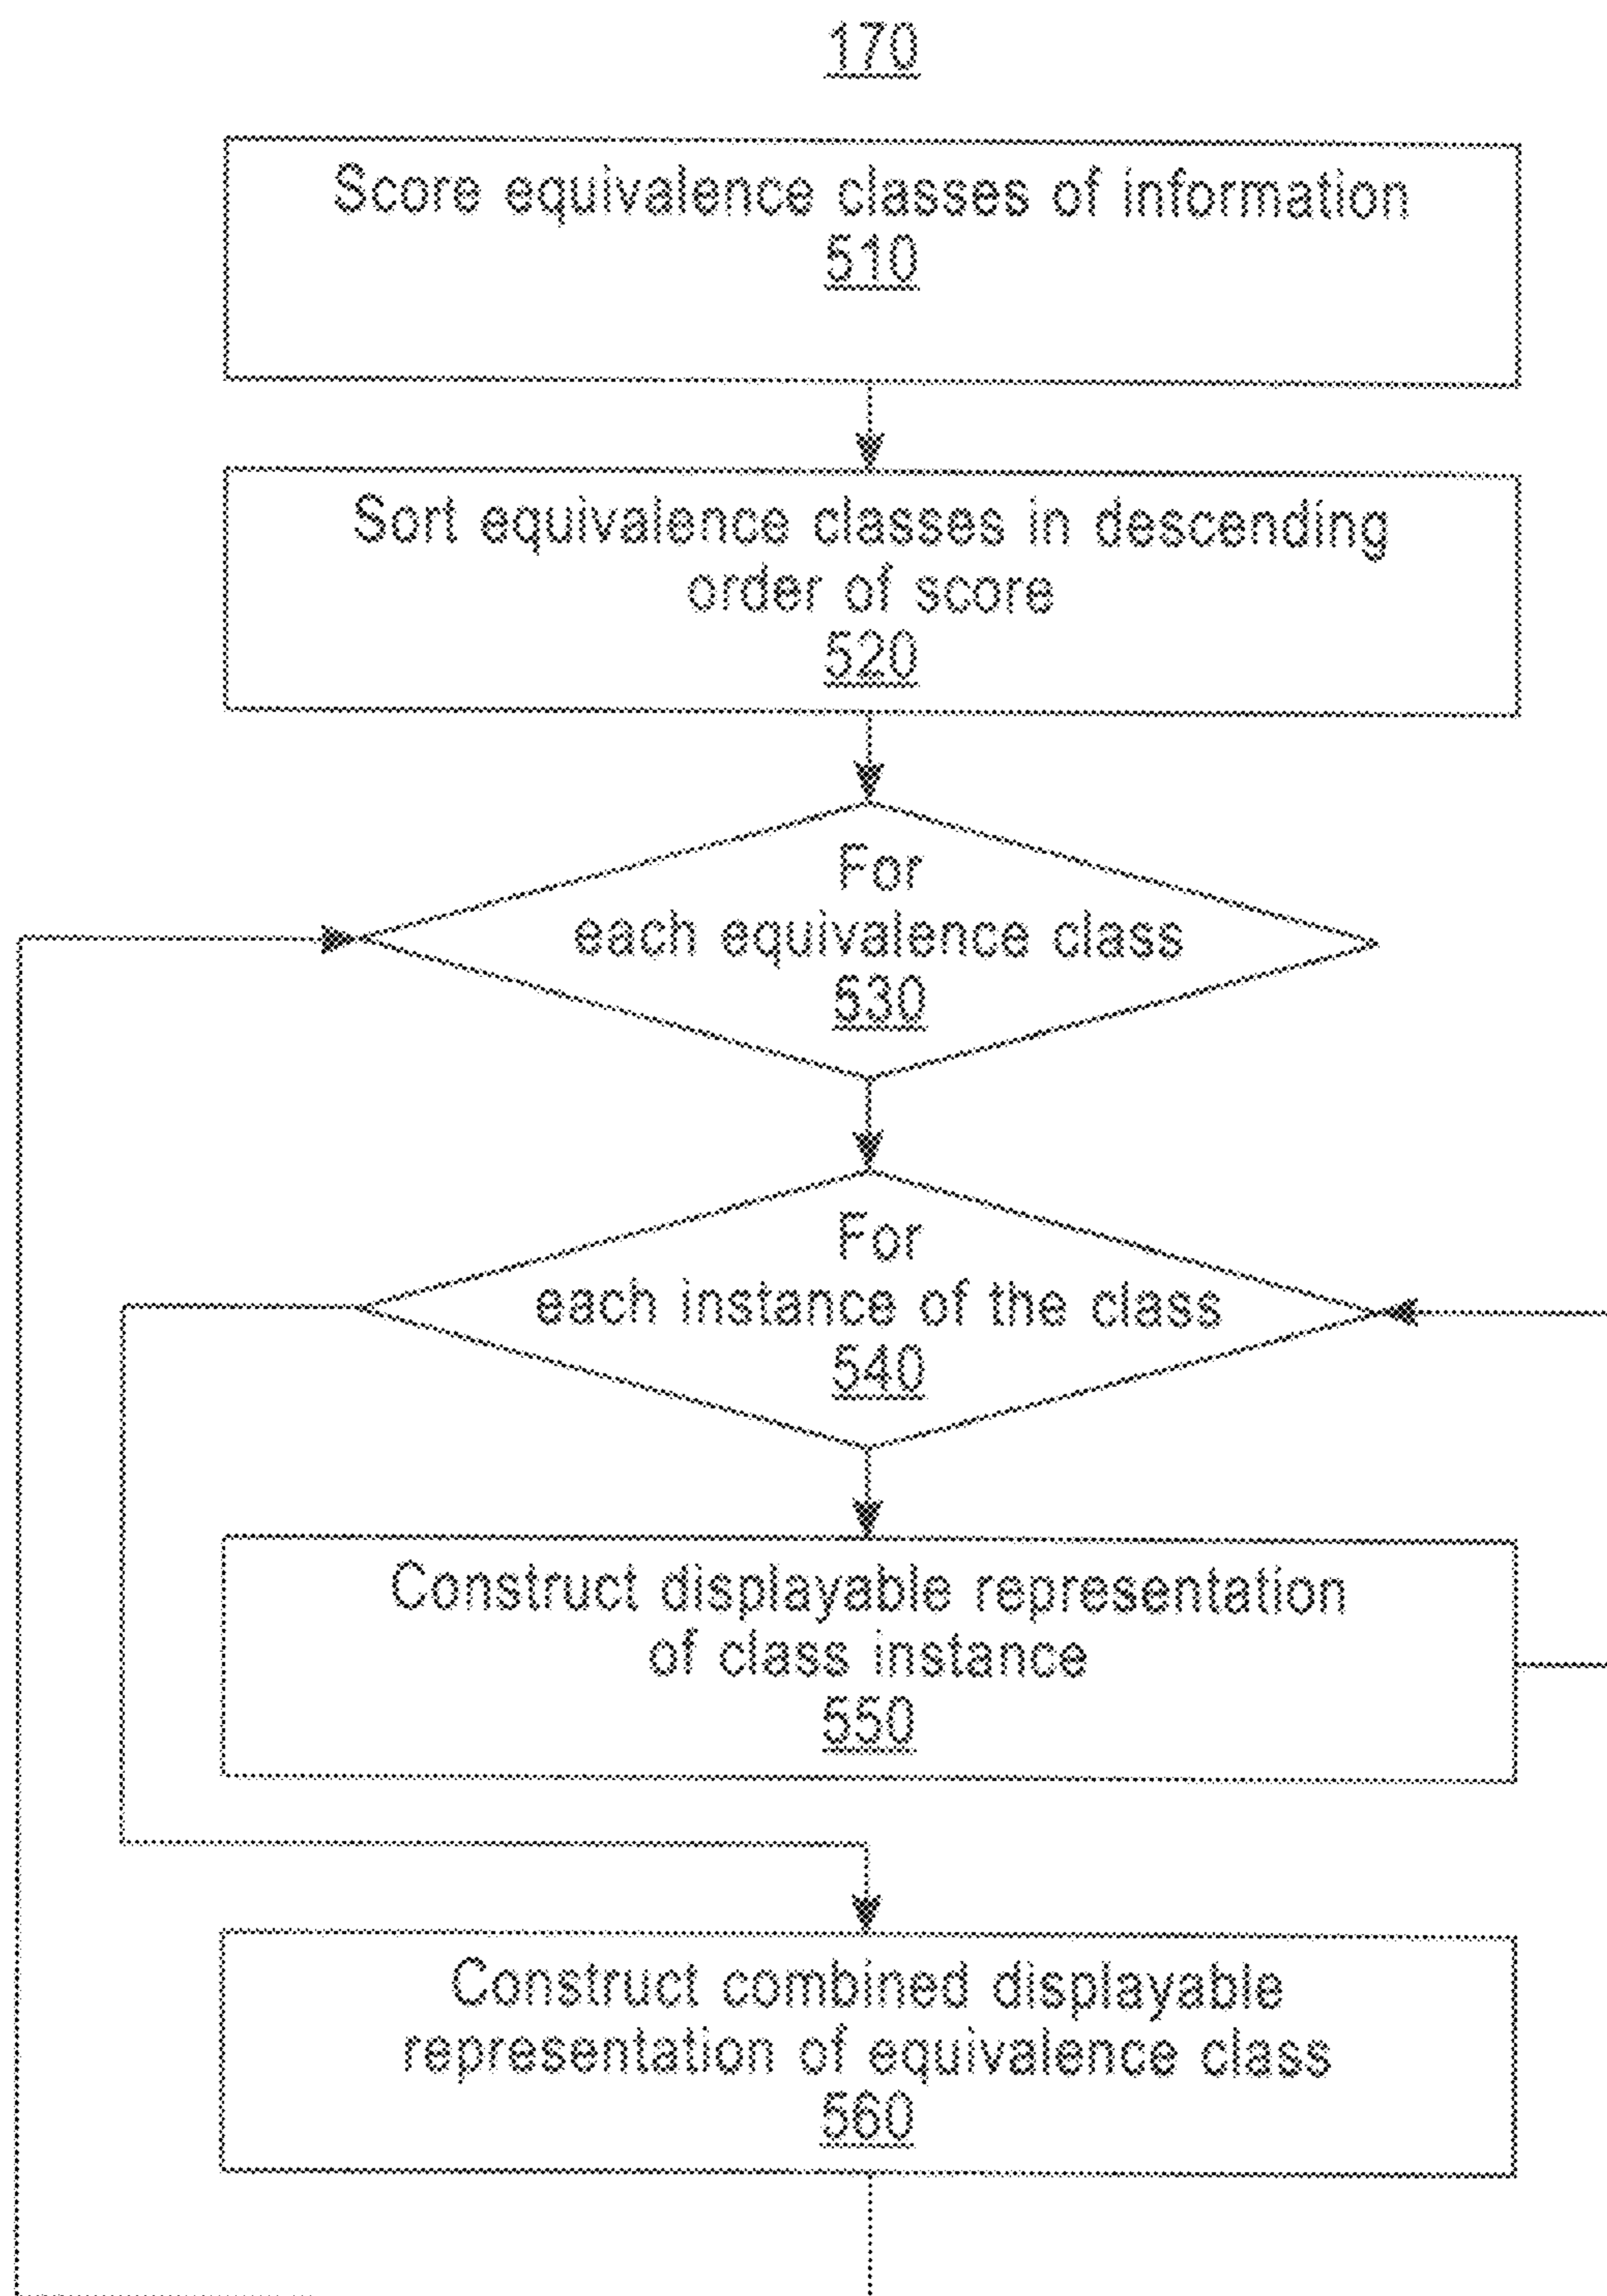 170
Score equivalence classes of information
510
Sort equivalence classes in descending
order of score
520
For
each equivalence class
530
For
each instance of the class
540
Construct displayable representation
of class instance
550
Construct combined displayable
representation of equivalence class
560